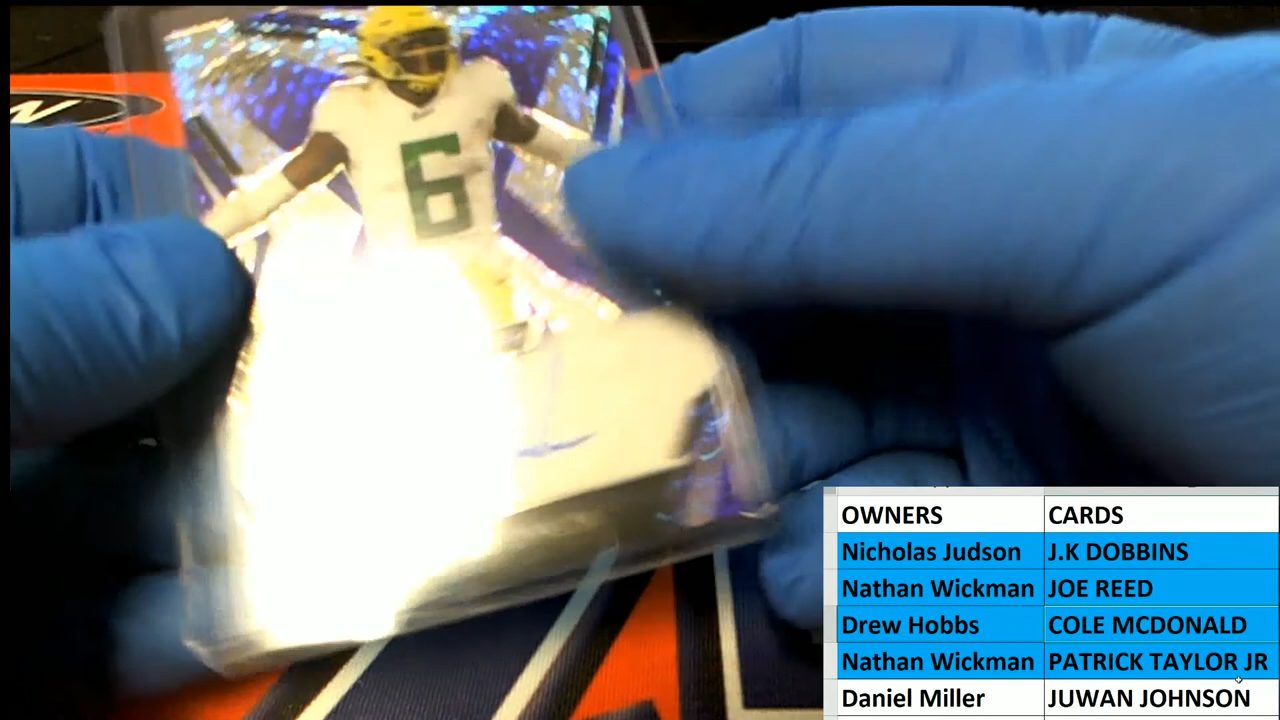 6
OWNERS CARDS
Nicholas Judson J.K DOBBINS
Nathan Wickman JOE REED
Drew Hobbs COLE MCDONALD
Nathan Wickman PATRICK TAYLOR JR
Daniel Miller JUWAN JOHNSON